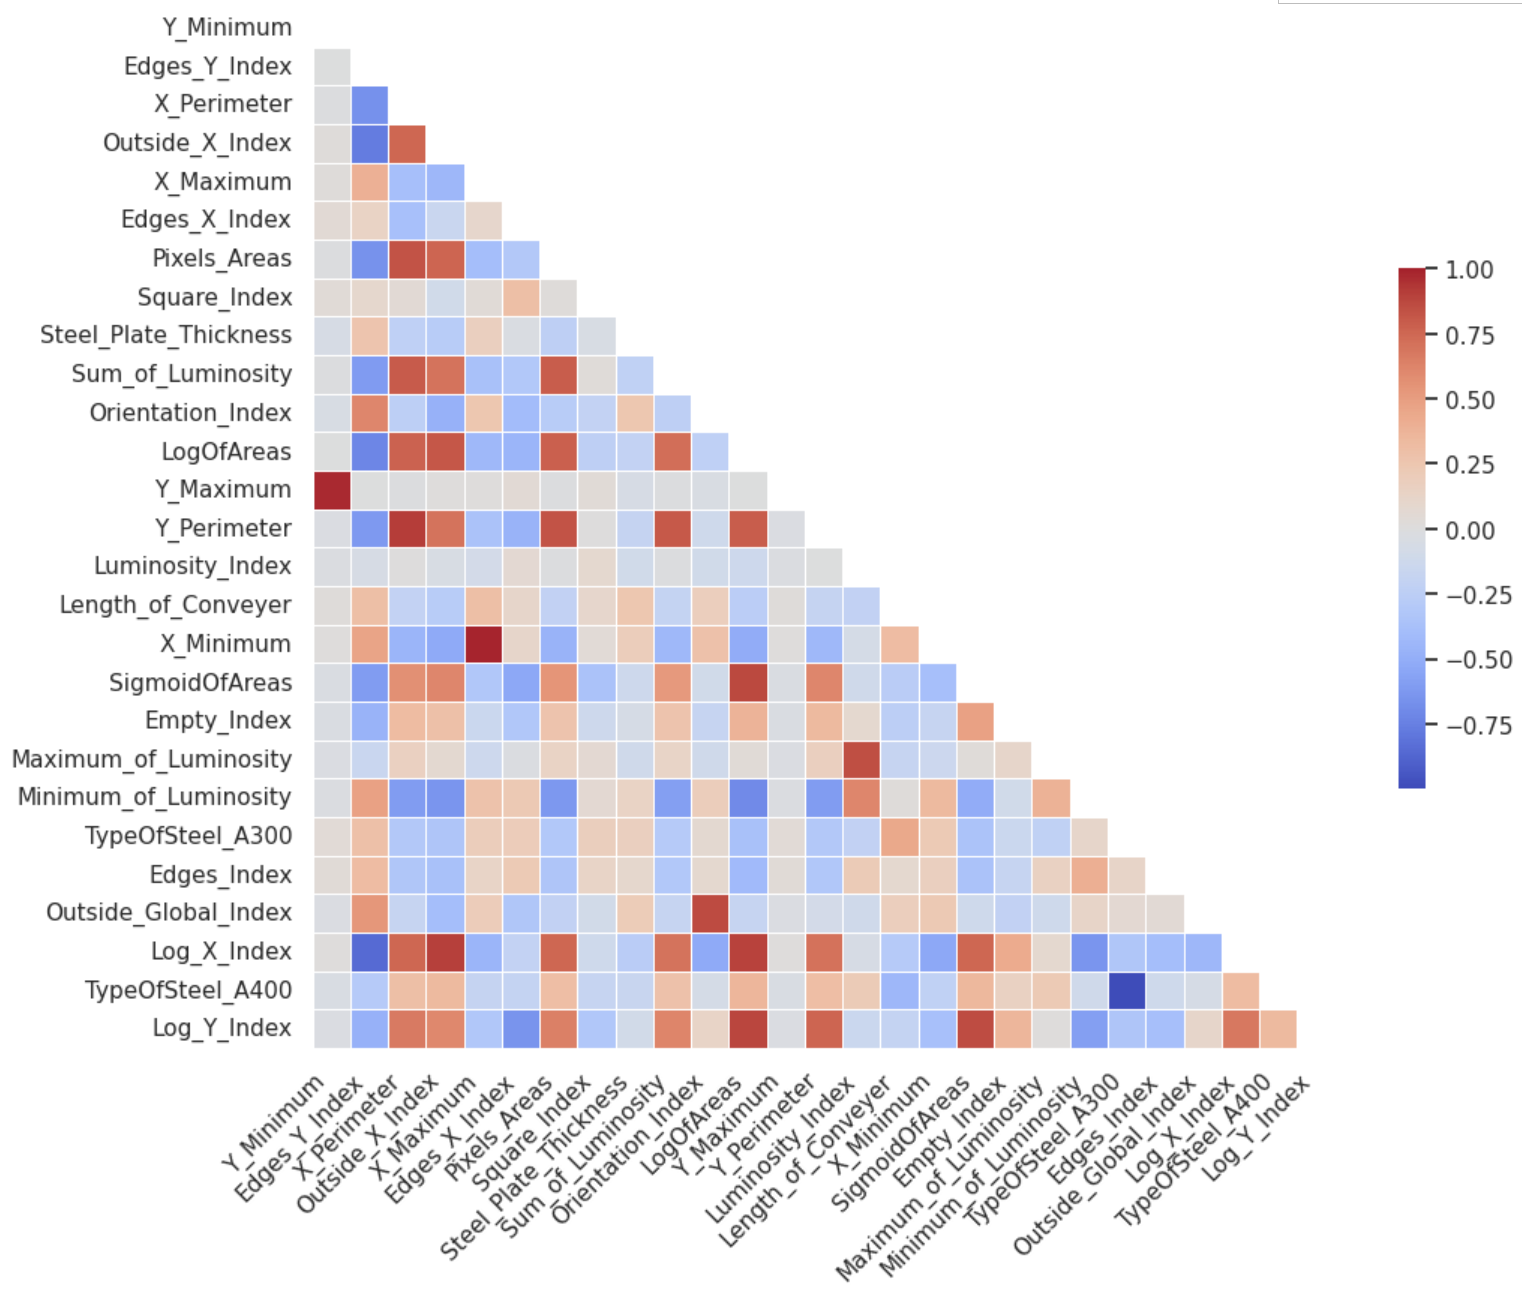 Y_Minimum
Edges_Y_Index
X_Perimeter
Outside_X_Index
X_Maximum
Edges_X_Index
Pixels_Areas
Square_Index
Steel_Plate_Thickness
Sum_of_Luminosity
Orientation_Index
LogOfAreas
Y_Maximum
Y_Perimeter
Luminosity_Index
Length_of_Conveyer
X_Minimum
SigmoidOfAreas
Empty_Index
Maximum_of_Luminosity
Minimum_of_Luminosity
TypeOfSteel_A300
Edges_Index
Outside_Global_Index
Log_X_Index
TypeOfSteel_A400
Log_Y_Index
Y_Minimum
Edges_Y_Index
X_Perimeter
Outside_X_Index
X_Maximum
Edges_X_Index
Pixels_Areas
Square_Index
Steel_Plate_Thickness
Sum_of_Luminosity
Orientation_Index
LogOfAreas
Y_Maximum
Y_Perimeter
Luminosity_Index
Length_of_Conveyer
X_Minimum
SigmoidOfAreas
Empty_Index
Maximum_of_Luminosity
Minimum_of_Luminosity
TypeOfSteel_A300
Edges_Index
Outside_Global_Index
Log_X_Index
TypeOfSteel_A400
Log_Y_Index
1.00
0.75
0.50
0.25
0.00
−0.25
−0.50
−0.75